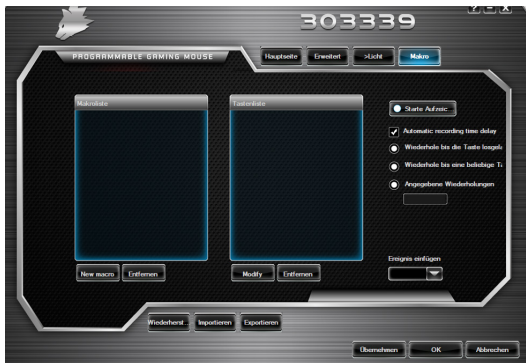 ? - X
303339
PROGRAMMABLE GAMING MOUSE
Hauptseite
Erweitert
>Licht
Makro
Makroliste
Tastenliste
Starte Aufzeic
Automatic recording time delay
Wiederhole bis die Taste losgela
Wiederhole bis eine beliebige Ta
Angegebene Wiederholungen
Ereignis einfügen
New macro
Entfernen
Modify
Entfernen
Wiederherst...
Importieren
Exportieren
Übernehmen
OK
Abbrechen